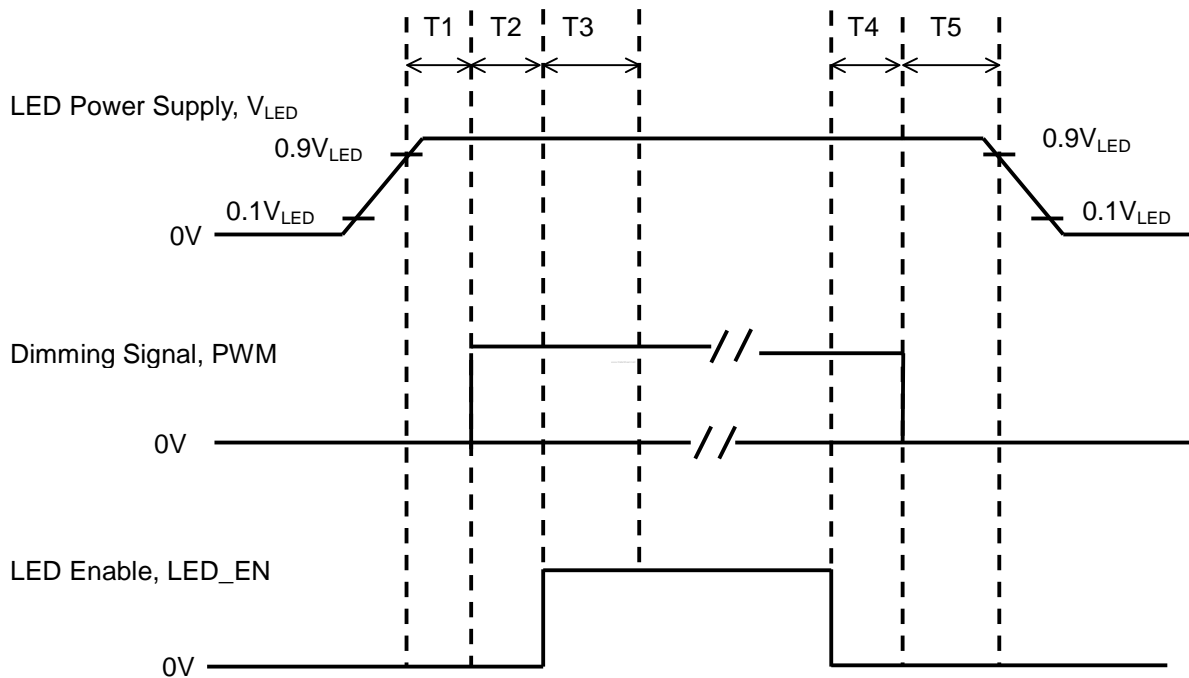 T1 T2 T3 T4 T5
LED Power Supply, VLED
0.9VLED 0.9VLED
0.1VLED 0.1VLED
0V
Dimming Signal, PWM
0V
LED Enable, LED_EN
0V